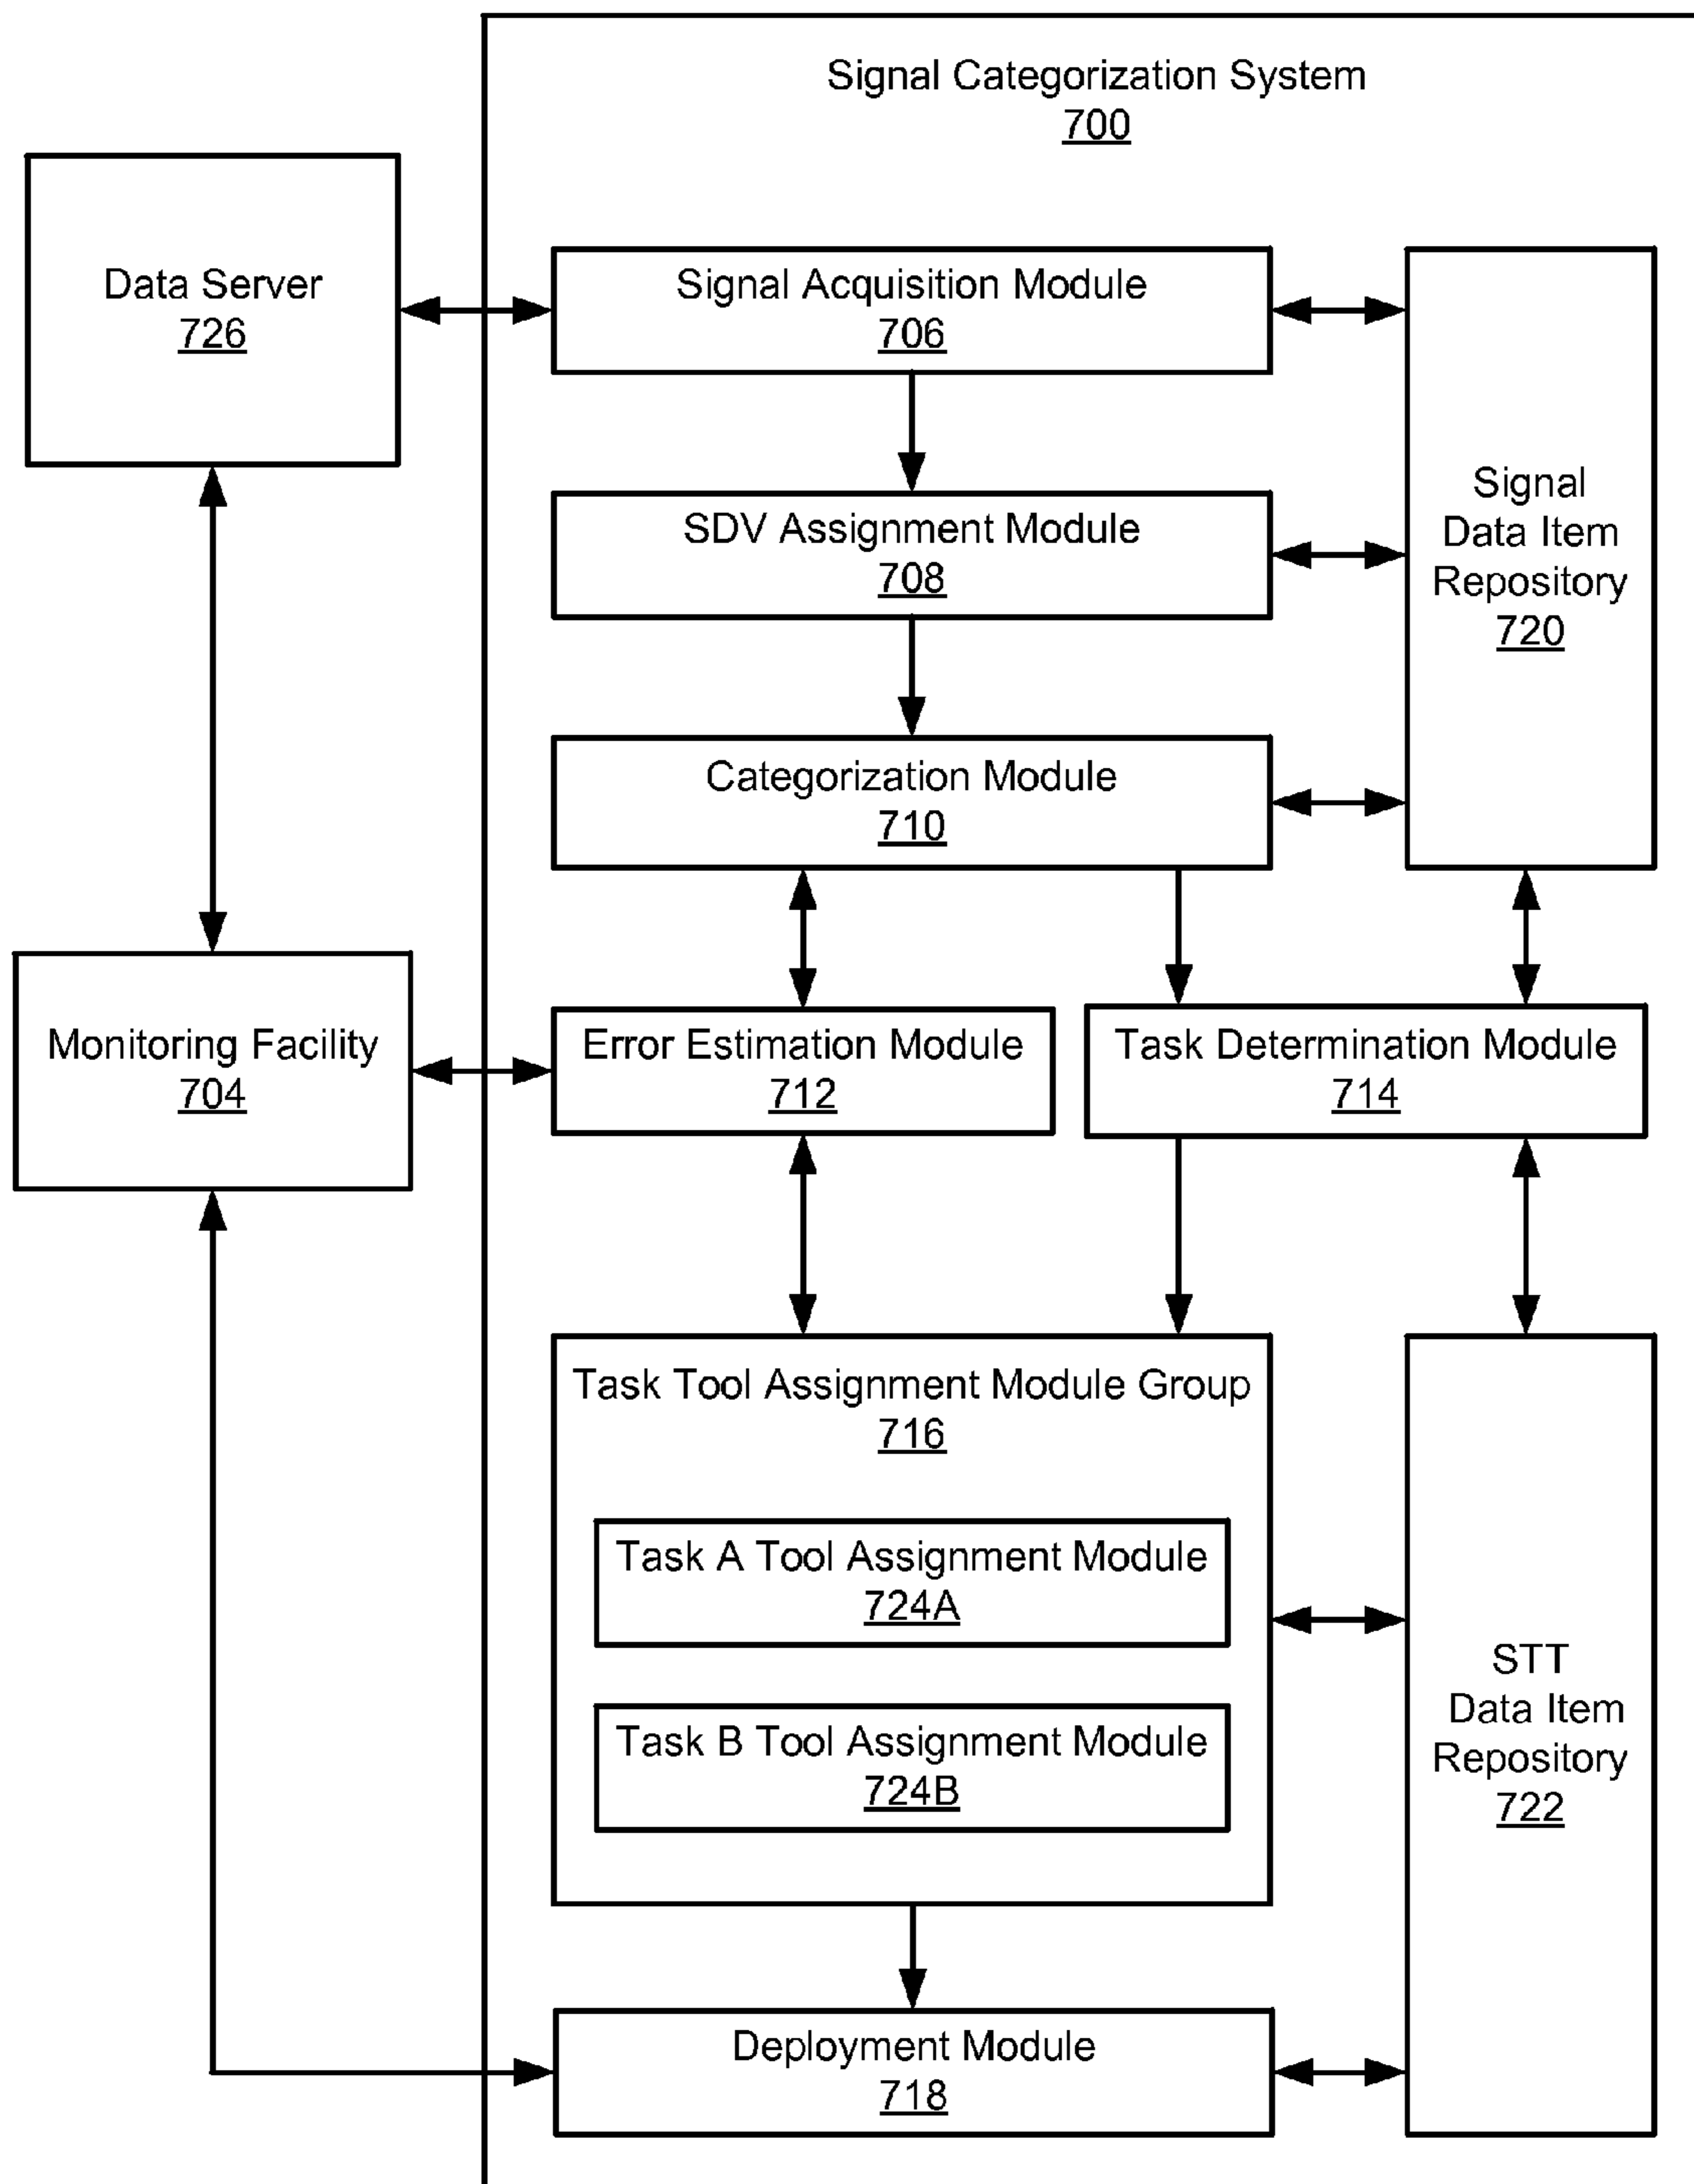 Signal Categorization System
700
Data Server
726
Signal Acquisition Module
706
SDV Assignment Module
708
Signal
Data Item
Repository
720
Categorization Module
710
Monitoring Facility
704
Error Estimation Module
712
Task Determination Module
714
Task Tool Assignment Module Group
716
Task A Tool Assignment Module
724A
Task B Tool Assignment Module
724B
STT
Data Item
Repository
722
Deployment Module
718